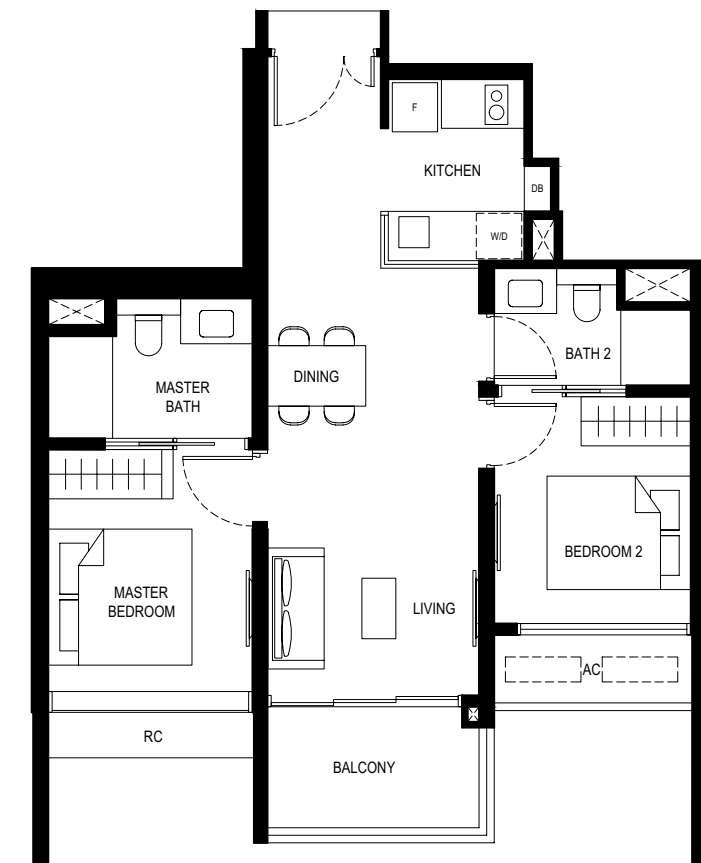 F
KITCHEN
DB
W/D
BATH 2
DINING
MASTER
BATH
BEDROOM 2
MASTER
BEDROOM
LIVING
AC
RC
BALCONY